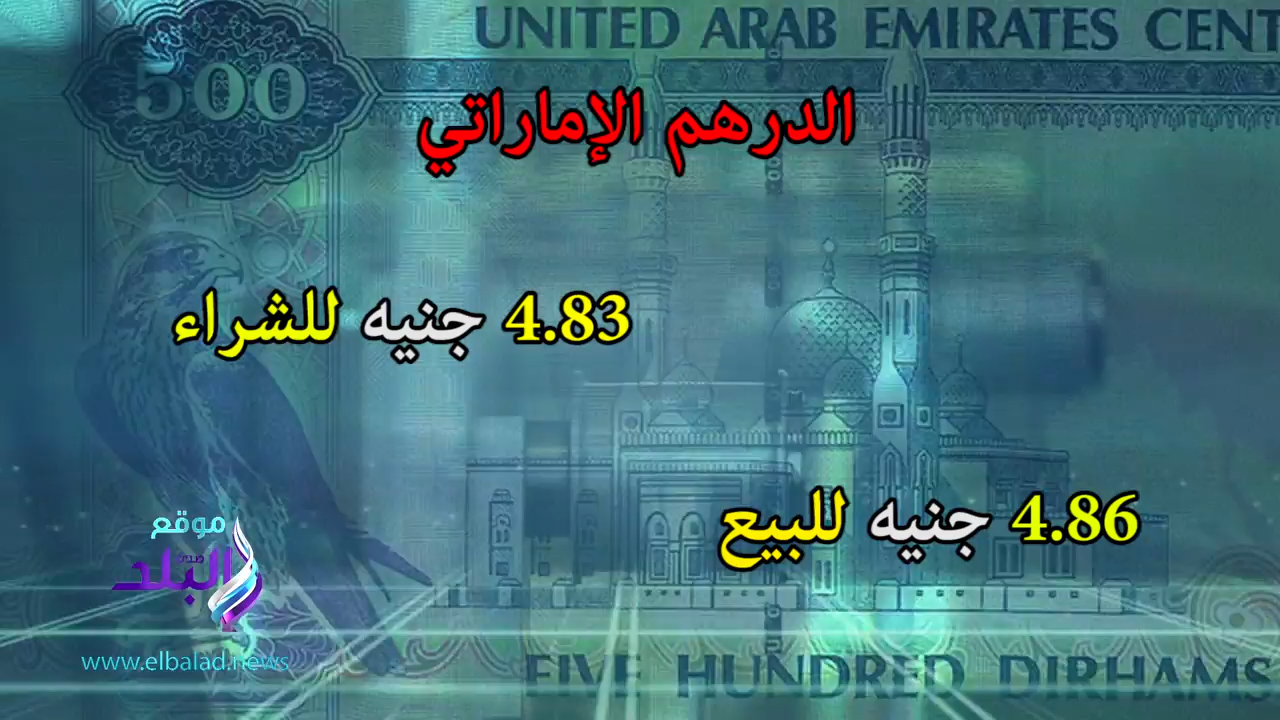 UNITED ARAB EMIRATES CENT
500
الدرهم الإماراتي
4.83 جنيه للشراء
4.86 جنيه للبيع
موقع
صدى
البلد
www.elbalad.news
FIVE HUNDRED DIRHAMS